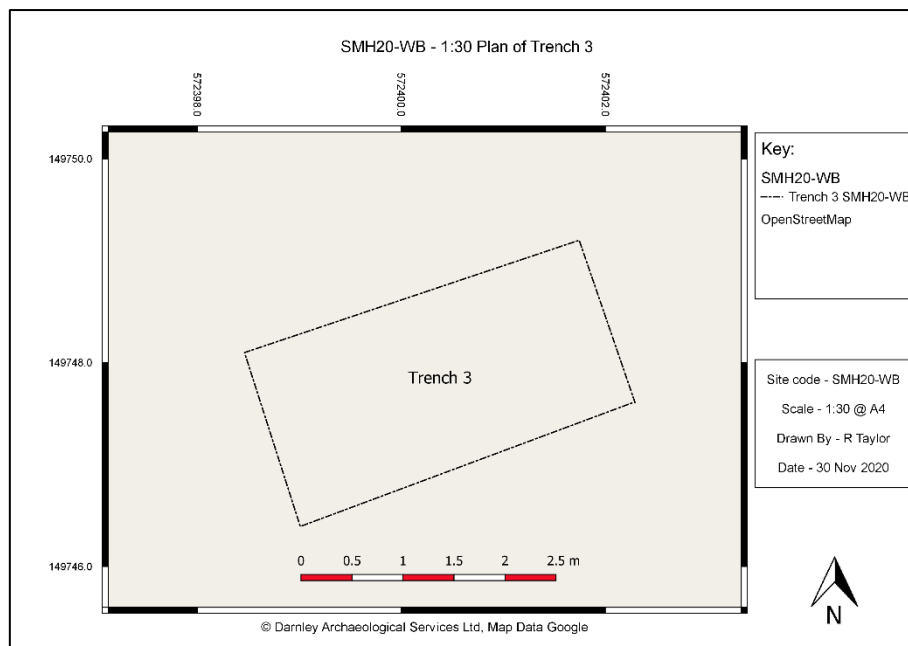 SMH20-WB - 1:30 Plan of Trench 3
572398.0
572400.0
572402.0
149750.0
149748.0
149746.0
Trench 3
0 0.5 1 1.5 2 2.5 m
Key:
SMH20-WB
Trench 3 SMH20-WB
OpenStreetMap
Site code - SMH20-WB
Scale - 1:30 @ A4
Drawn By - R Taylor
Date - 30 Nov 2020
N
© Darnley Archaeological Services Ltd, Map Data Google